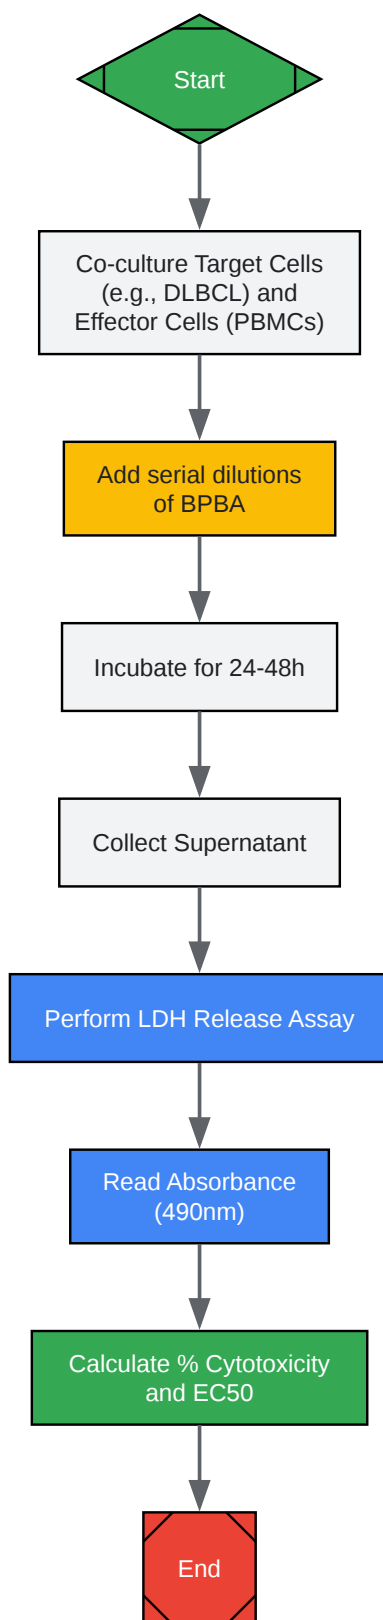 Start
Co-culture Target Cells
(e.g., DLBCL) and
Effector Cells (PBMCs)
Add serial dilutions
of BPBA
Incubate for 24-48h
Collect Supernatant
Perform LDH Release Assay
Read Absorbance
(490nm)
Calculate % Cytotoxicity
and EC50
End